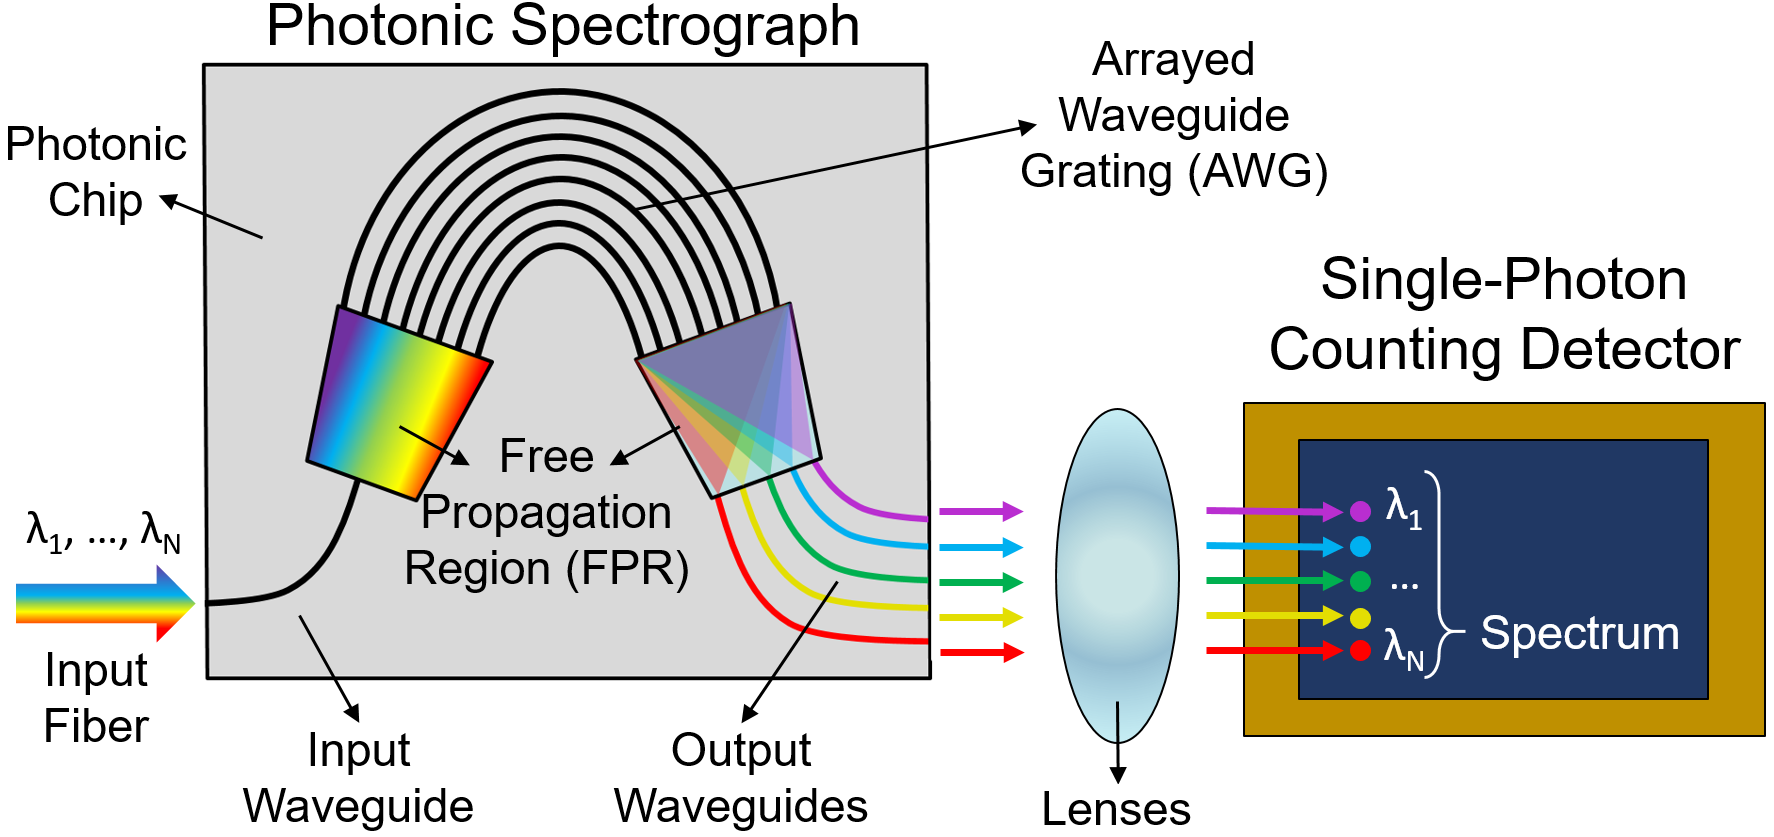 Photonic Spectrograph
Arrayed
Waveguide
Grating (AWG)
Photonic
Chip
Single-Photon
Counting Detector
Free
Propagation
Region (FPR)
λ1, ..., λN
Input
Fiber
λ1
...
λN
Spectrum
Input
Waveguide
Output
Waveguides
Lenses